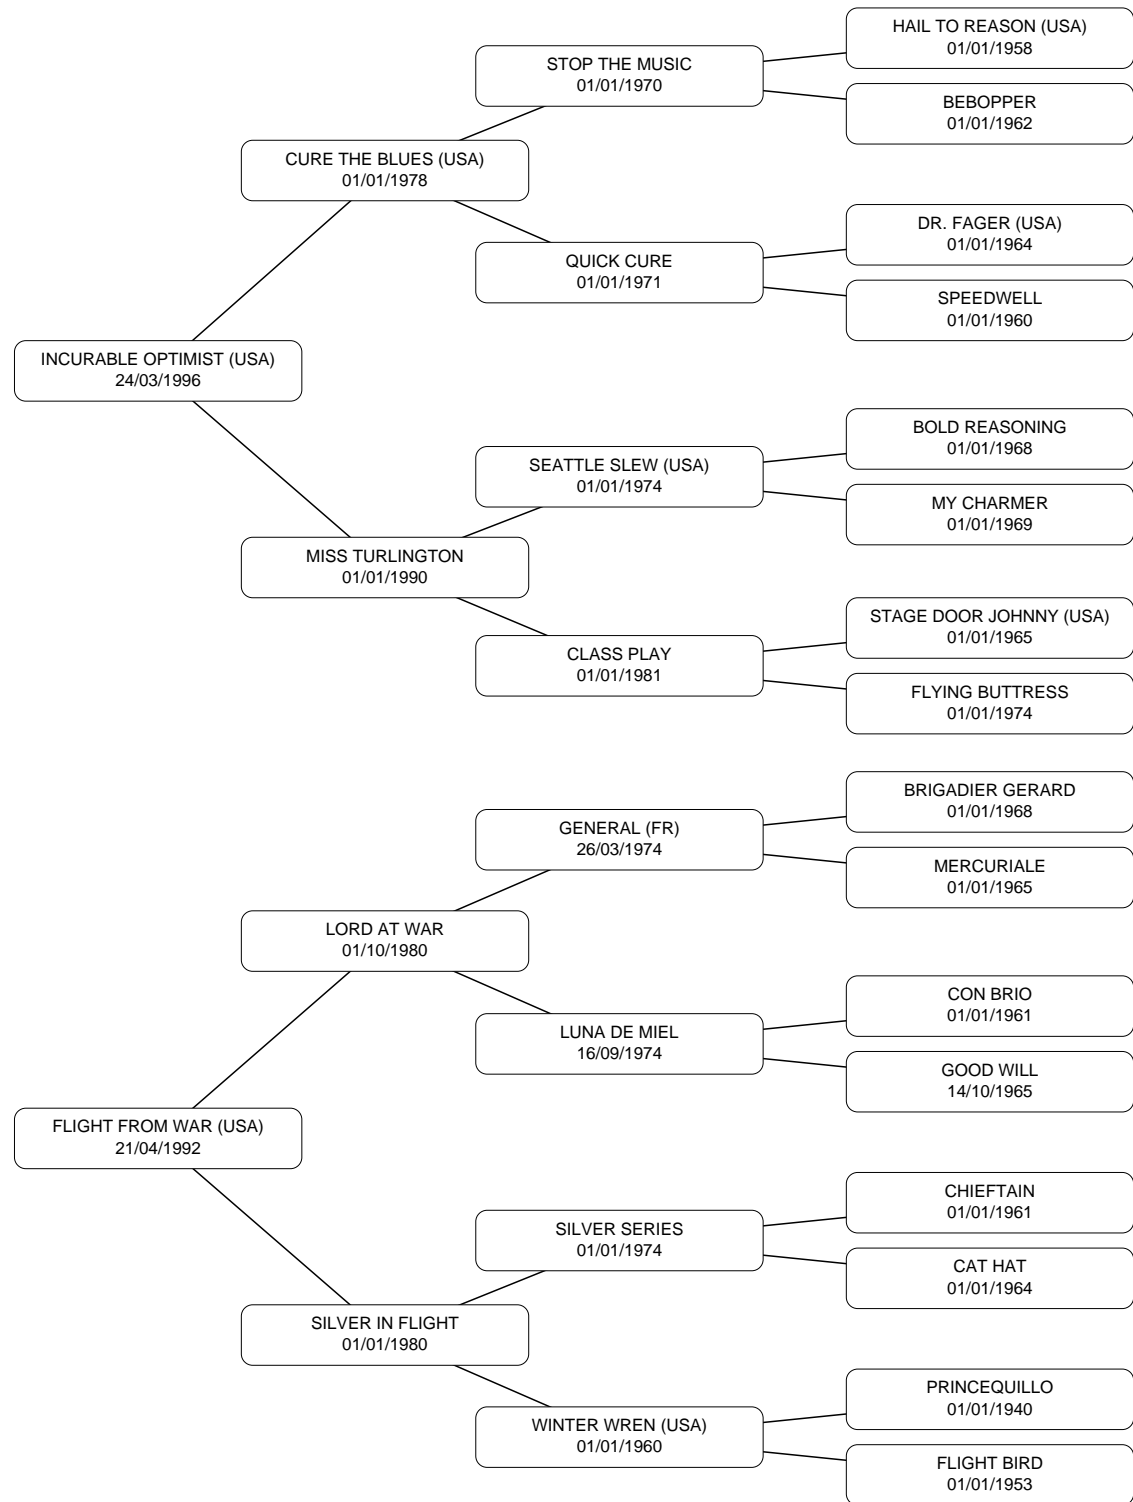 HAIL TO REASON (USA)
01/01/1958
STOP THE MUSIC
01/01/1970
BEBOPPER
01/01/1962
CURE THE BLUES (USA)
01/01/1978
DR. FAGER (USA)
01/01/1964
QUICK CURE
01/01/1971
SPEEDWELL
01/01/1960
INCURABLE OPTIMIST (USA)
24/03/1996
BOLD REASONING
01/01/1968
SEATTLE SLEW (USA)
01/01/1974
MY CHARMER
01/01/1969
MISS TURLINGTON
01/01/1990
STAGE DOOR JOHNNY (USA)
01/01/1965
CLASS PLAY
01/01/1981
FLYING BUTTRESS
01/01/1974
BRIGADIER GERARD
01/01/1968
GENERAL (FR)
26/03/1974
MERCURIALE
01/01/1965
LORD AT WAR
01/10/1980
CON BRIO
01/01/1961
LUNA DE MIEL
16/09/1974
GOOD WILL
14/10/1965
FLIGHT FROM WAR (USA)
21/04/1992
CHIEFTAIN
01/01/1961
SILVER SERIES
01/01/1974
CAT HAT
01/01/1964
SILVER IN FLIGHT
01/01/1980
PRINCEQUILLO
01/01/1940
WINTER WREN (USA)
01/01/1960
FLIGHT BIRD
01/01/1953